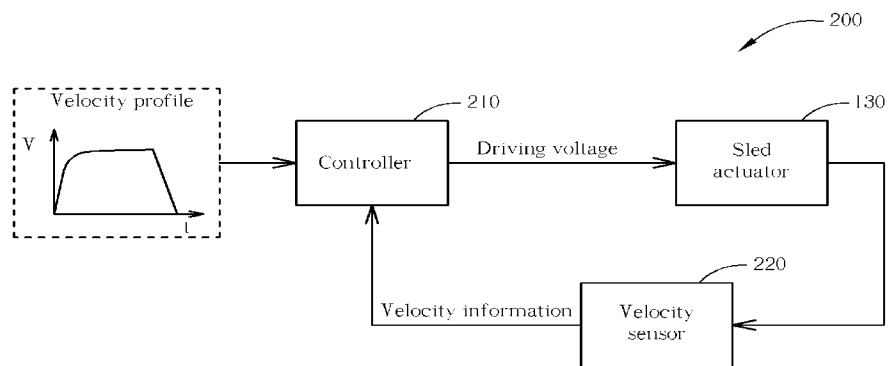 200
Velocity profile
V
t
210
Controller
Driving voltage
130
Sled
actuator
220
Velocity information
Velocity
sensor